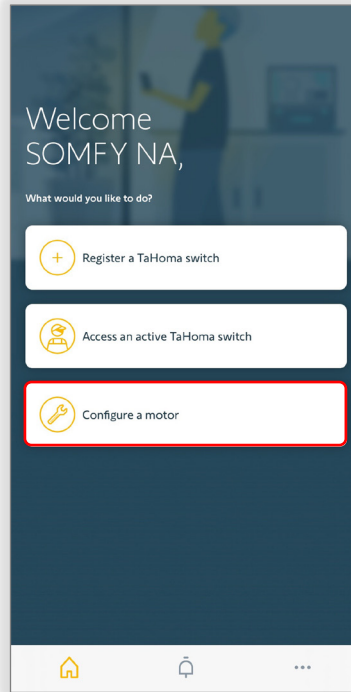 Welcome
SOMFY NA,
What would you like to do?
Register a TaHoma switch
Access an active TaHoma switch
Configure a motor